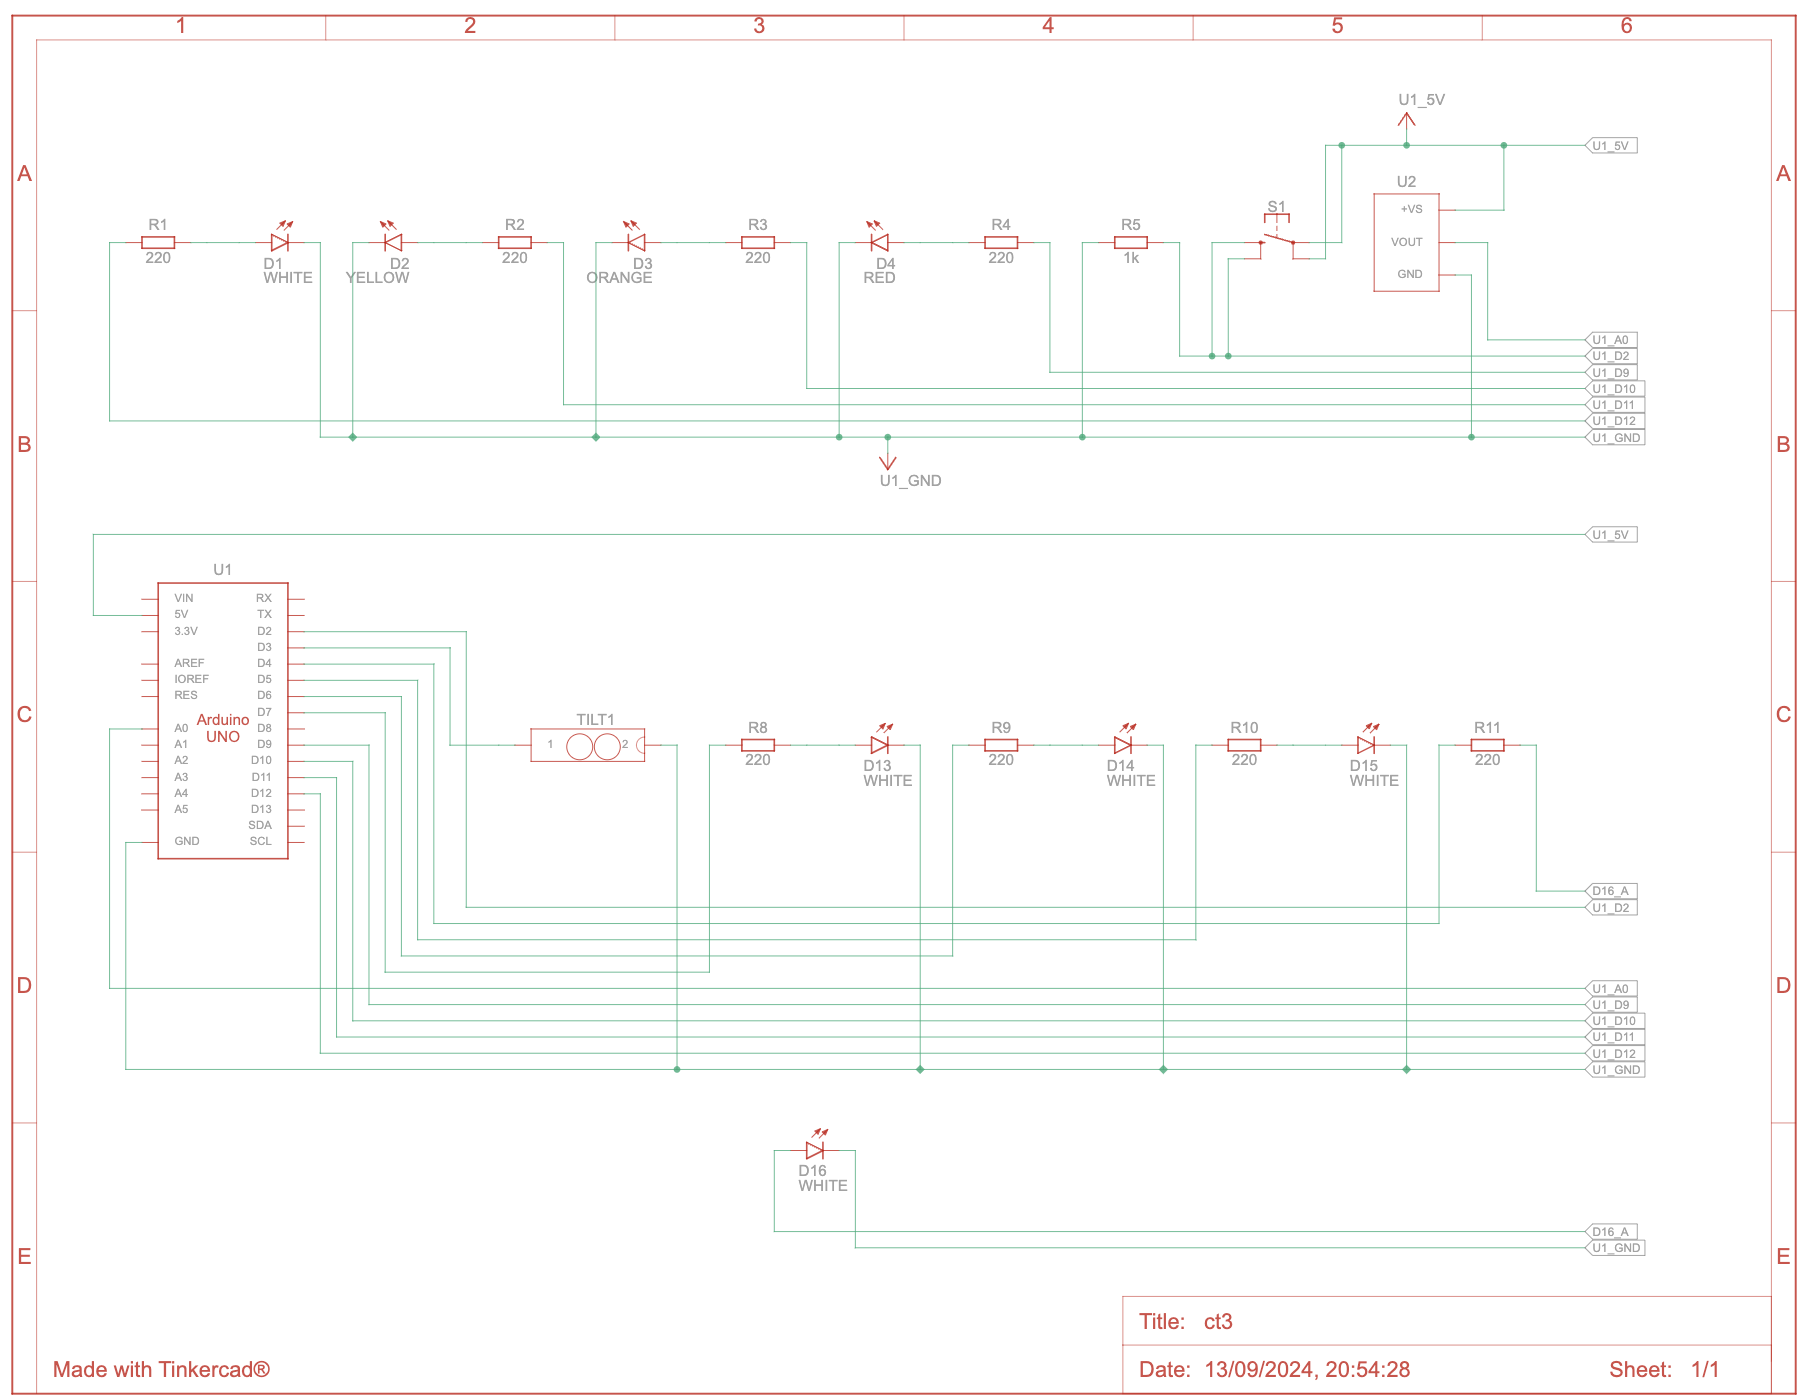 1 2 3 4 5 6
U1_5V
U1_5V
A A
U2
+VS
S1
R1 R2 R3 R4 R5
VOUT
220 220 220 220 1k
D1 D2 D3 D4
WHITE YELLOW ORANGE RED
GND
U1_A0
U1_D2
U1_D9
U1_D10
U1_D11
U1_D12
B U1_GND B
U1_GND
U1_5V
U1
VIN RX
5V TX
3.3V D2
D3
AREF D4
IOREF D5
RES D6
D7
C C
Arduino
UNO
A0 D8
A1 D9
A2 D10
A3 D11
A4 D12
A5 D13
SDA
GND SCL
TILT1
1 2
R8 R9 R10 R11
220 220 220 220
D13 D14 D15
WHITE WHITE WHITE
D16_A
U1_D2
D D
U1_A0
U1_D9
U1_D10
U1_D11
U1_D12
U1_GND
D16
WHITE
D16_A
U1_GND
E E
Title: ct3
Made with Tinkercad®
Date: 13/09/2024, 20:54:28 Sheet: 1/1